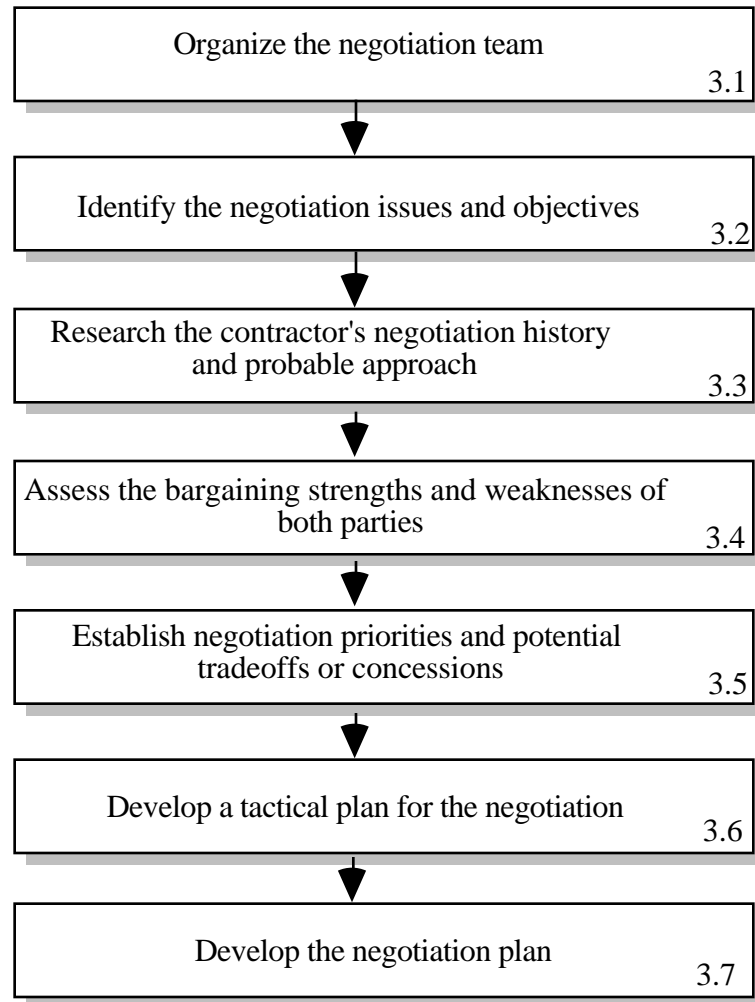 Organize the negotiation team
3.1
Identify the negotiation issues and objectives
3.2
Research the contractor's negotiation history
and probable approach
3.3
Assess the bargaining strengths and weaknesses of
both parties
3.4
Establish negotiation priorities and potential
tradeoffs or concessions
3.5
Develop a tactical plan for the negotiation
3.6
Develop the negotiation plan
3.7